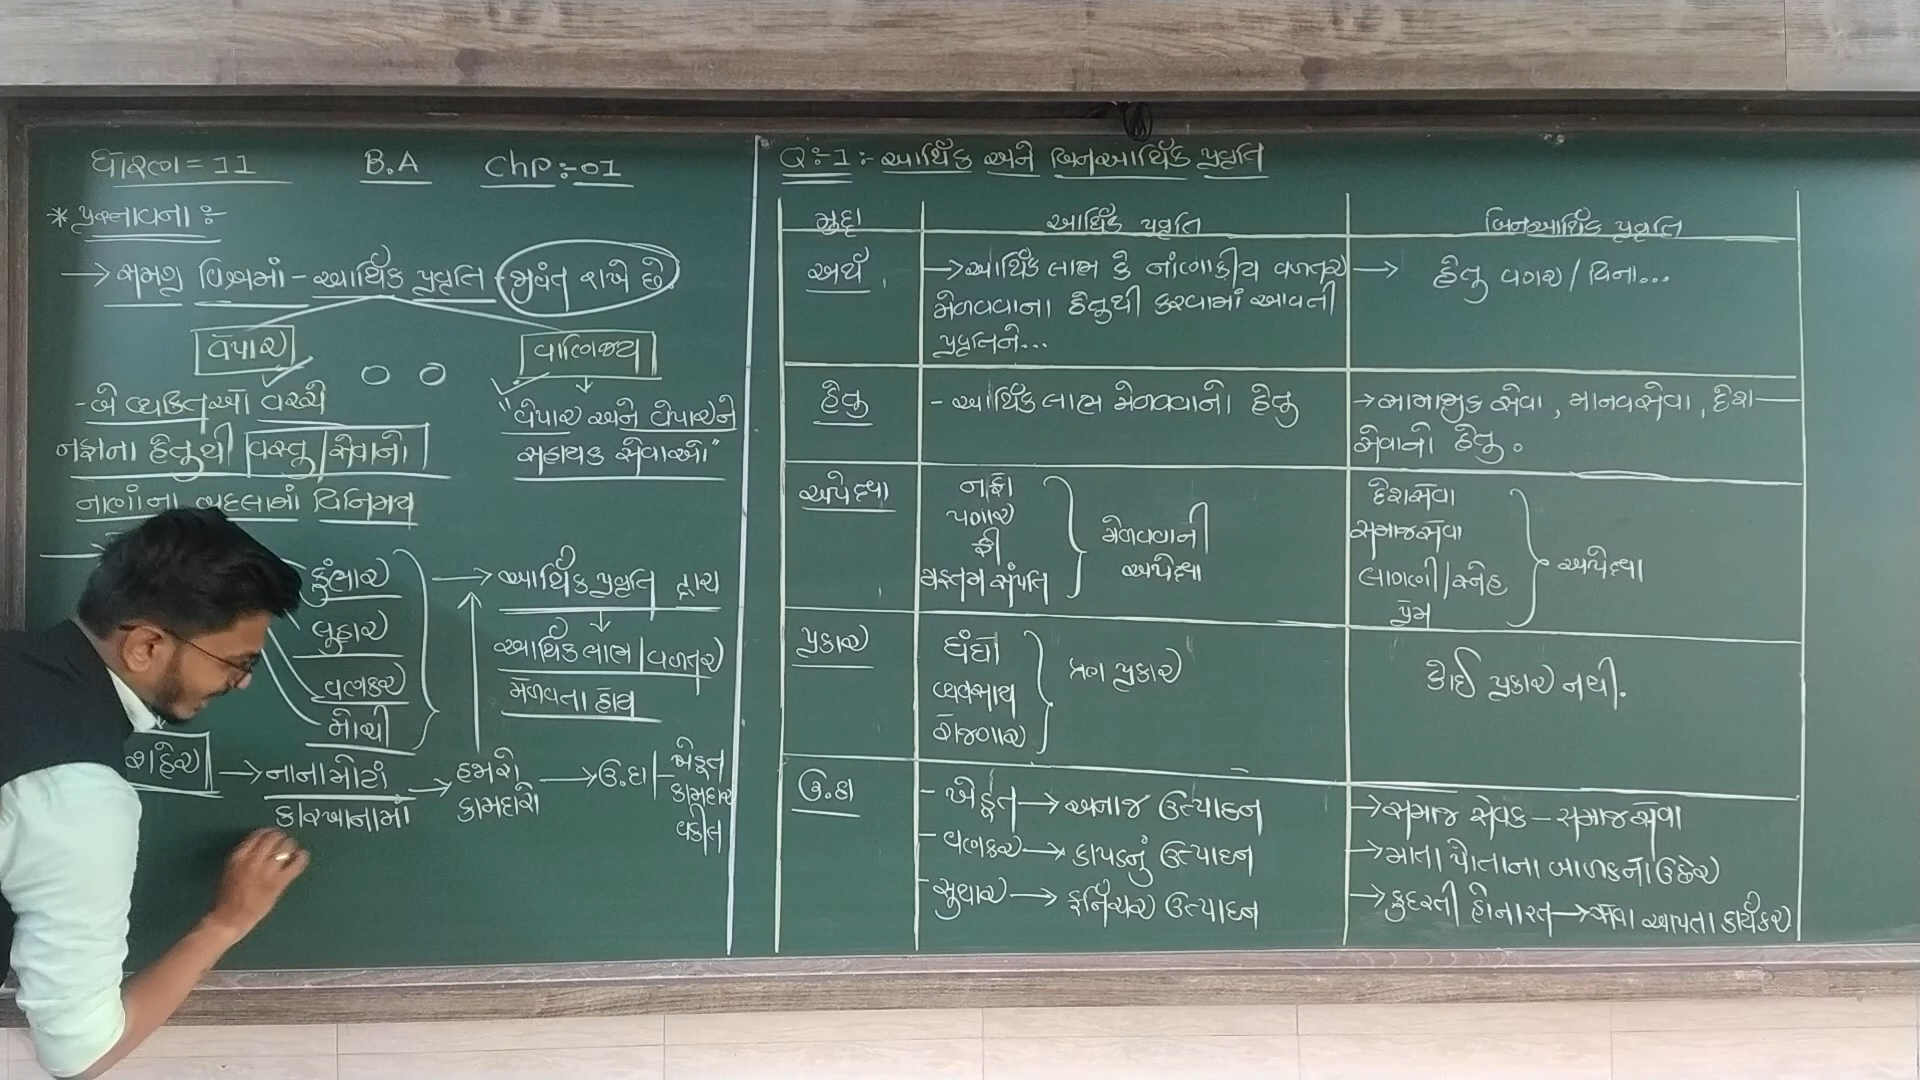 ધોરણ = 11 B.A Chp:-01
* પ્રસ્તાવના :-
→ સમગ્ર વિશ્વમાં - આર્થિક પ્રવૃતિ - જીવંત રાખે છે.
વેપાર
વાણિજ્ય
- બે વ્યક્તિઓ વચ્ચે
નફાના હેતુથી વસ્તુ/સેવાનો
નાણાંના બદલામાં વિનિમય
"વેપાર અને વેપારને
સહાયક સેવાઓ"
કુંભાર
લુહાર
વણકર
મોચી
→ આર્થિક પ્રવૃતિ દ્વારા
આર્થિક લાભ/વળતર
મેળવતા હોય
શહેર → નાના મોટાં
કારખાનામાં
→ હજારો
કામદારો
→ ઉ.દા -
ખેડૂત
કામદાર
વકીલ
Q:-1:- આર્થિક અને બિનઆર્થિક પ્રવૃતિ
મુદ્દા આર્થિક પ્રવૃતિ બિનઆર્થિક પ્રવૃતિ
અર્થ
→ આર્થિક લાભ કે નાંણાકીય વળતર
મેળવવાના હેતુથી કરવામાં આવતી
પ્રવૃતિને...
→ હેતુ વગર / વિના...
હેતુ
- આર્થિક લાભ મેળવવાનો હેતુ
→ સામાજીક સેવા, માનવસેવા, દેશ
સેવાનો હેતુ.
અપેક્ષા
નફો
પગાર
ફી
મેળવવાની
અપેક્ષા
દેશસેવા
સમાજસેવા
લાગણી/સ્નેહ
પ્રેમ
અપેક્ષા
પ્રકાર
ધંધો
વ્યવસાય
રોજગાર
ત્રણ પ્રકાર
કોઈ પ્રકાર નથી.
ઉ.દા
- ખેડૂત → અનાજ ઉત્પાદન
- વણકર → કાપડનું ઉત્પાદન
- સુથાર → ફર્નિચર ઉત્પાદન
→ સમાજ સેવક - સમાજસેવા
→ માતા પોતાના બાળકનો ઉછેર
→ કુદરતી હોનારત → સેવા આપતા કાર્યકર